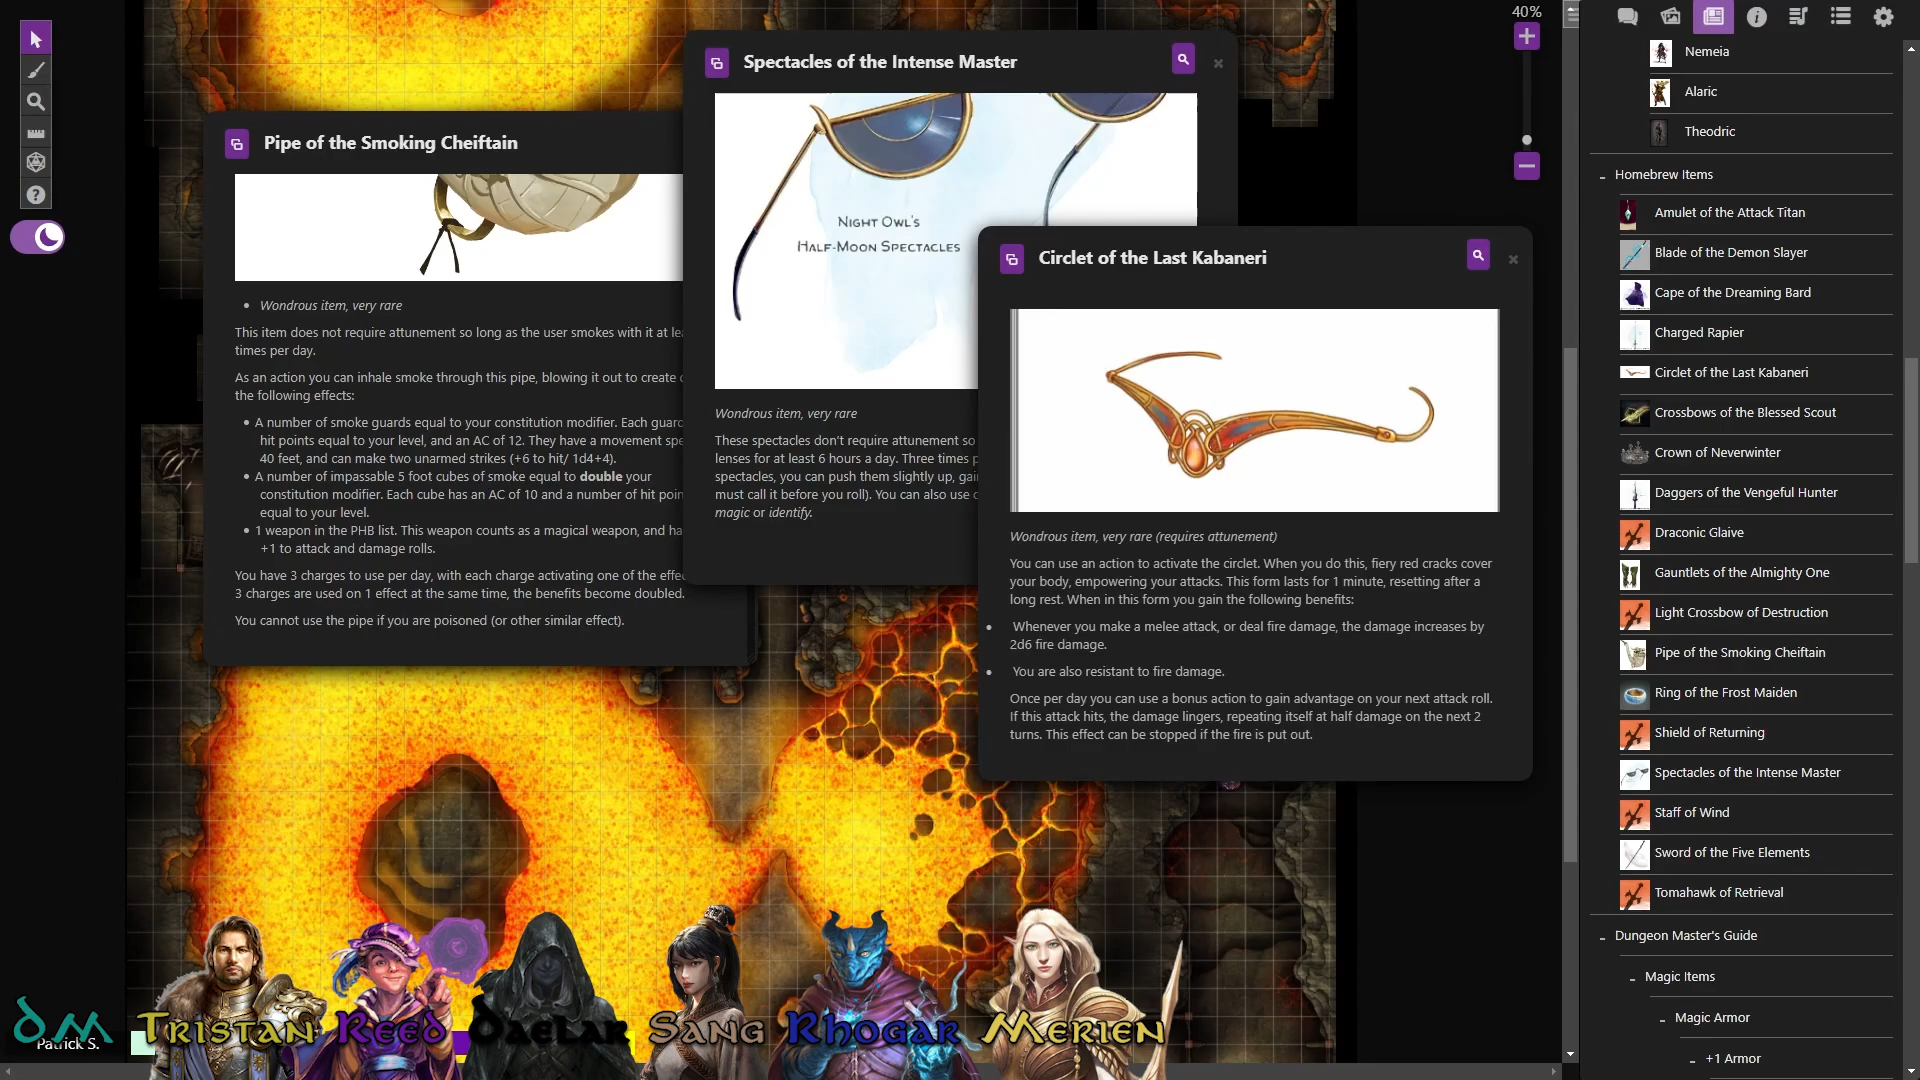 40%
Pipe of the Smoking Cheiftain
Wondrous item, very rare
This item does not require attunement so long as the user smokes with it at
times per day.
As an action you can inhale smoke through this pipe, blowing it out to create
the following effects:
A number of smoke guards equal to your constitution modifier. Each
hit points equal to your level, and an AC of 12. They have a movement
40 feet, and can make two unarmed strikes (+6 to hit/ 1d4+4).
A number of impassable 5 foot cubes of smoke equal to double your
constitution modifier. Each cube has an AC of 10 and a number of hit
equal to your level.
1 weapon in the PHB list. This weapon counts as a magical weapon, and
+1 to attack and damage rolls.
You have 3 charges to use per day, with each charge activating one of the
3 charges are used on 1 effect at the same time, the benefits become doubled.
You cannot use the pipe if you are poisoned (or other similar effect).
Spectacles of the Intense Master
Night Owl's
Half-Moon Spectacles
Wondrous item, very rare
These spectacles don't require attunement so
lenses for at least 6 hours a day. Three times
spectacles, you can push them slightly up,
must call it before you roll). You can also use
magic or identify.
Circlet of the Last Kabaneri
Wondrous item, very rare (requires attunement)
You can use an action to activate the circlet. When you do this, fiery red cracks cover
your body, empowering your attacks. This form lasts for 1 minute, resetting after a
long rest. When in this form you gain the following benefits:
Whenever you make a melee attack, or deal fire damage, the damage increases by
2d6 fire damage.
You are also resistant to fire damage.
Once per day you can use a bonus action to gain advantage on your next attack roll.
If this attack hits, the damage lingers, repeating itself at half damage on the next 2
turns. This effect can be stopped if the fire is put out.
Nemeia
Alaric
Theodric
Homebrew Items
Amulet of the Attack Titan
Blade of the Demon Slayer
Cape of the Dreaming Bard
Charged Rapier
Circlet of the Last Kabaneri
Crossbows of the Blessed Scout
Crown of Neverwinter
Daggers of the Vengeful Hunter
Draconic Glaive
Gauntlets of the Almighty One
Light Crossbow of Destruction
Pipe of the Smoking Cheiftain
Ring of the Frost Maiden
Shield of Returning
Spectacles of the Intense Master
Staff of Wind
Sword of the Five Elements
Tomahawk of Retrieval
Dungeon Master's Guide
Magic Items
Magic Armor
+1 Armor
DM Tristan Reed Daelar Sang Rhogar Merien
Patrick S.